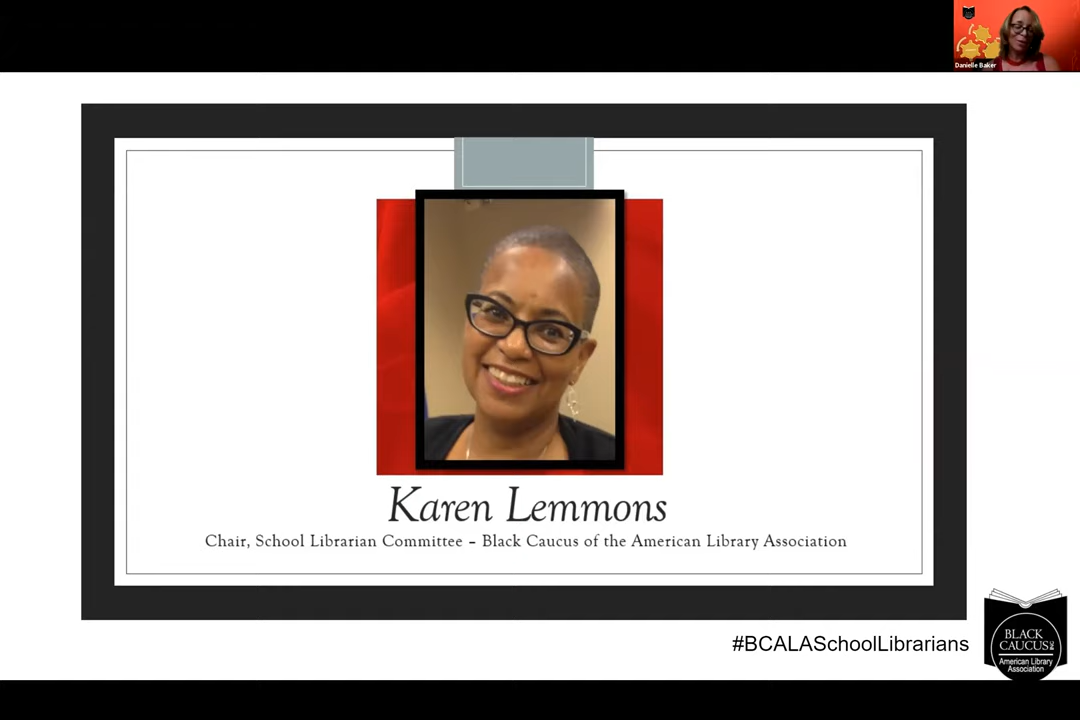 Danielle Baker
Karen Lemmons
Chair, School Librarian Committee – Black Caucus of the American Library Association
#BCALASchoolLibrarians
BLACK
CAUCUS
American Library
Association